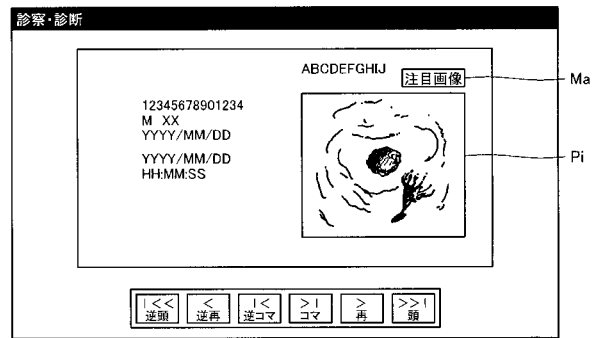 診察・診断
ABCDEFGHIJ
注目画像
Ma
12345678901234
M XX
YYYY/MM/DD
YYYY/MM/DD
HH:MM:SS
Pi
|<< < |< >| > >>|
逆頭 逆再 逆コマ コマ 再 頭